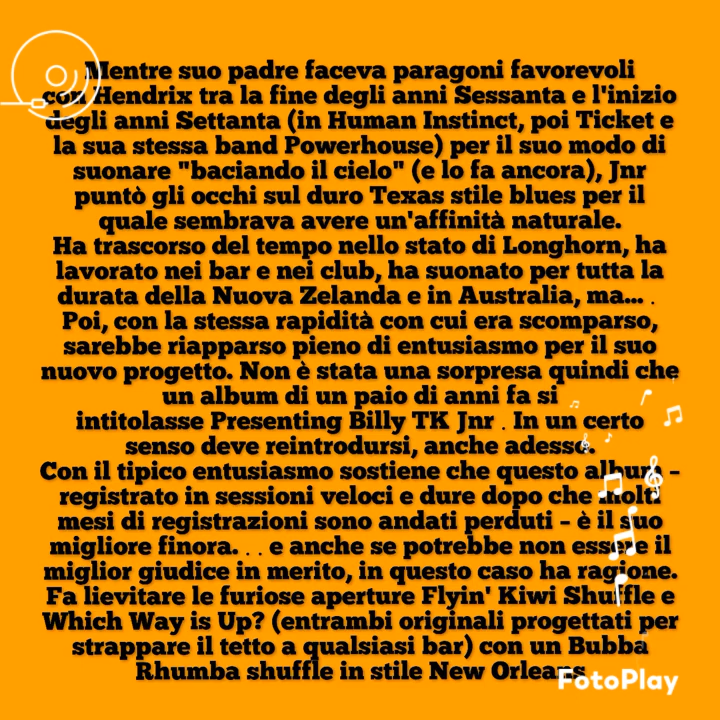 Mentre suo padre faceva paragoni favorevoli
con Hendrix tra la fine degli anni Sessanta e l'inizio
degli anni Settanta (in Human Instinct, poi Ticket e
la sua stessa band Powerhouse) per il suo modo di
suonare "baciando il cielo" (e lo fa ancora), Jnr
puntò gli occhi sul duro Texas stile blues per il
quale sembrava avere un'affinità naturale.
Ha trascorso del tempo nello stato di Longhorn, ha
lavorato nei bar e nei club, ha suonato per tutta la
durata della Nuova Zelanda e in Australia, ma... .
Poi, con la stessa rapidità con cui era scomparso,
sarebbe riapparso pieno di entusiasmo per il suo
nuovo progetto. Non è stata una sorpresa quindi che
un album di un paio di anni fa si
intitolasse Presenting Billy TK Jnr . In un certo
senso deve reintrodursi, anche adesso.
Con il tipico entusiasmo sostiene che questo album –
registrato in sessioni veloci e dure dopo che molti
mesi di registrazioni sono andati perduti – è il suo
migliore finora. . . e anche se potrebbe non essere il
miglior giudice in merito, in questo caso ha ragione.
Fa lievitare le furiose aperture Flyin' Kiwi Shuffle e
Which Way is Up? (entrambi originali progettati per
strappare il tetto a qualsiasi bar) con un Bubba
Rhumba shuffle in stile New Orleans
FotoPlay